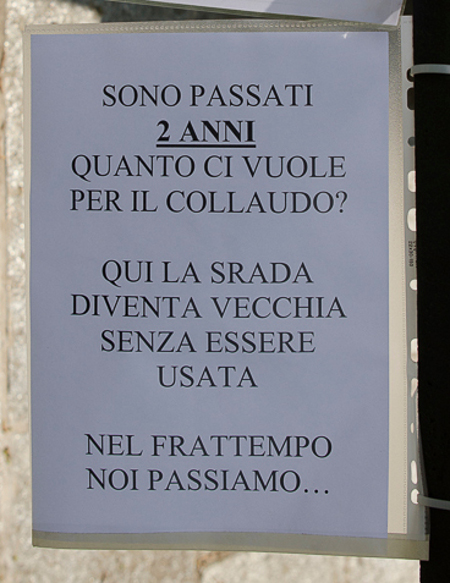 SONO PASSATI
2 ANNI
QUANTO CI VUOLE
PER IL COLLAUDO?
QUI LA SRADA
DIVENTA VECCHIA
SENZA ESSERE
USATA
NEL FRATTEMPO
NOI PASSIAMO...